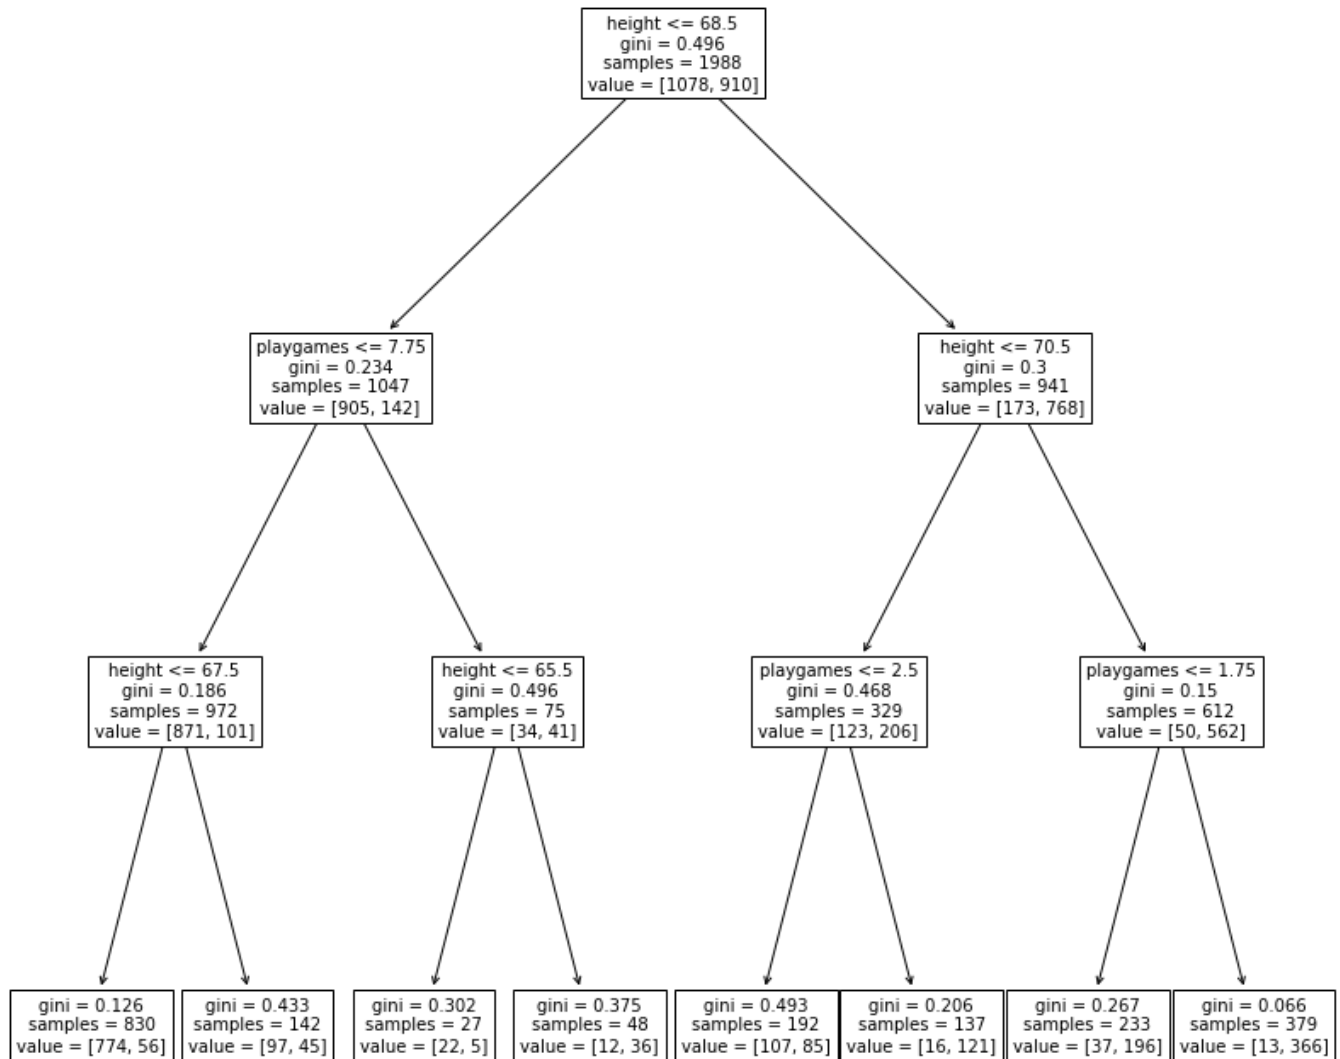 height <= 68.5
gini = 0.496
samples = 1988
value = [1078, 910]
playgames <= 7.75
gini = 0.234
samples = 1047
value = [905, 142]
height <= 70.5
gini = 0.3
samples = 941
value = [173, 768]
height <= 67.5
gini = 0.186
samples = 972
value = [871, 101]
height <= 65.5
gini = 0.496
samples = 75
value = [34, 41]
playgames <= 2.5
gini = 0.468
samples = 329
value = [123, 206]
playgames <= 1.75
gini = 0.15
samples = 612
value = [50, 562]
gini = 0.126
samples = 830
value = [774, 56]
gini = 0.433
samples = 142
value = [97, 45]
gini = 0.302
samples = 27
value = [22, 5]
gini = 0.375
samples = 48
value = [12, 36]
gini = 0.493
samples = 192
value = [107, 85]
gini = 0.206
samples = 137
value = [16, 121]
gini = 0.267
samples = 233
value = [37, 196]
gini = 0.066
samples = 379
value = [13, 366]